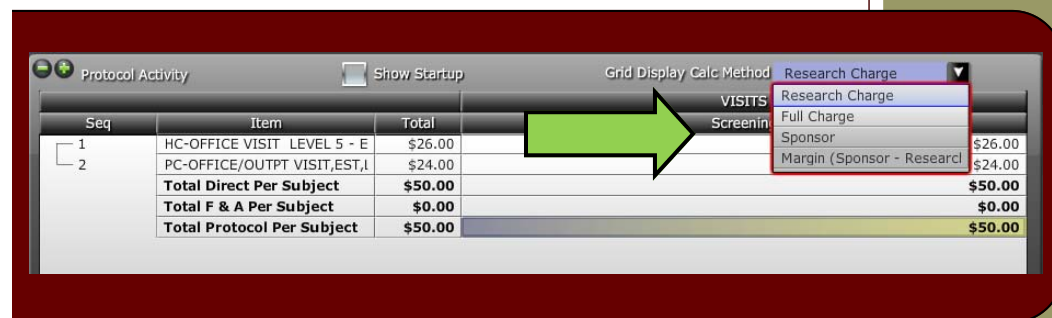 Protocol Activity Show Startup Grid Display Calc Method Research Charge
VISITS
Research Charge
Full Charge
Sponsor
Margin (Sponsor - Researcl
Seq Item Total Screening
1 HC-OFFICE VISIT LEVEL 5 - E $26.00 $26.00
2 PC-OFFICE/OUTPT VISIT,EST,L $24.00 $24.00
Total Direct Per Subject $50.00 $50.00
Total F & A Per Subject $0.00 $0.00
Total Protocol Per Subject $50.00 $50.00